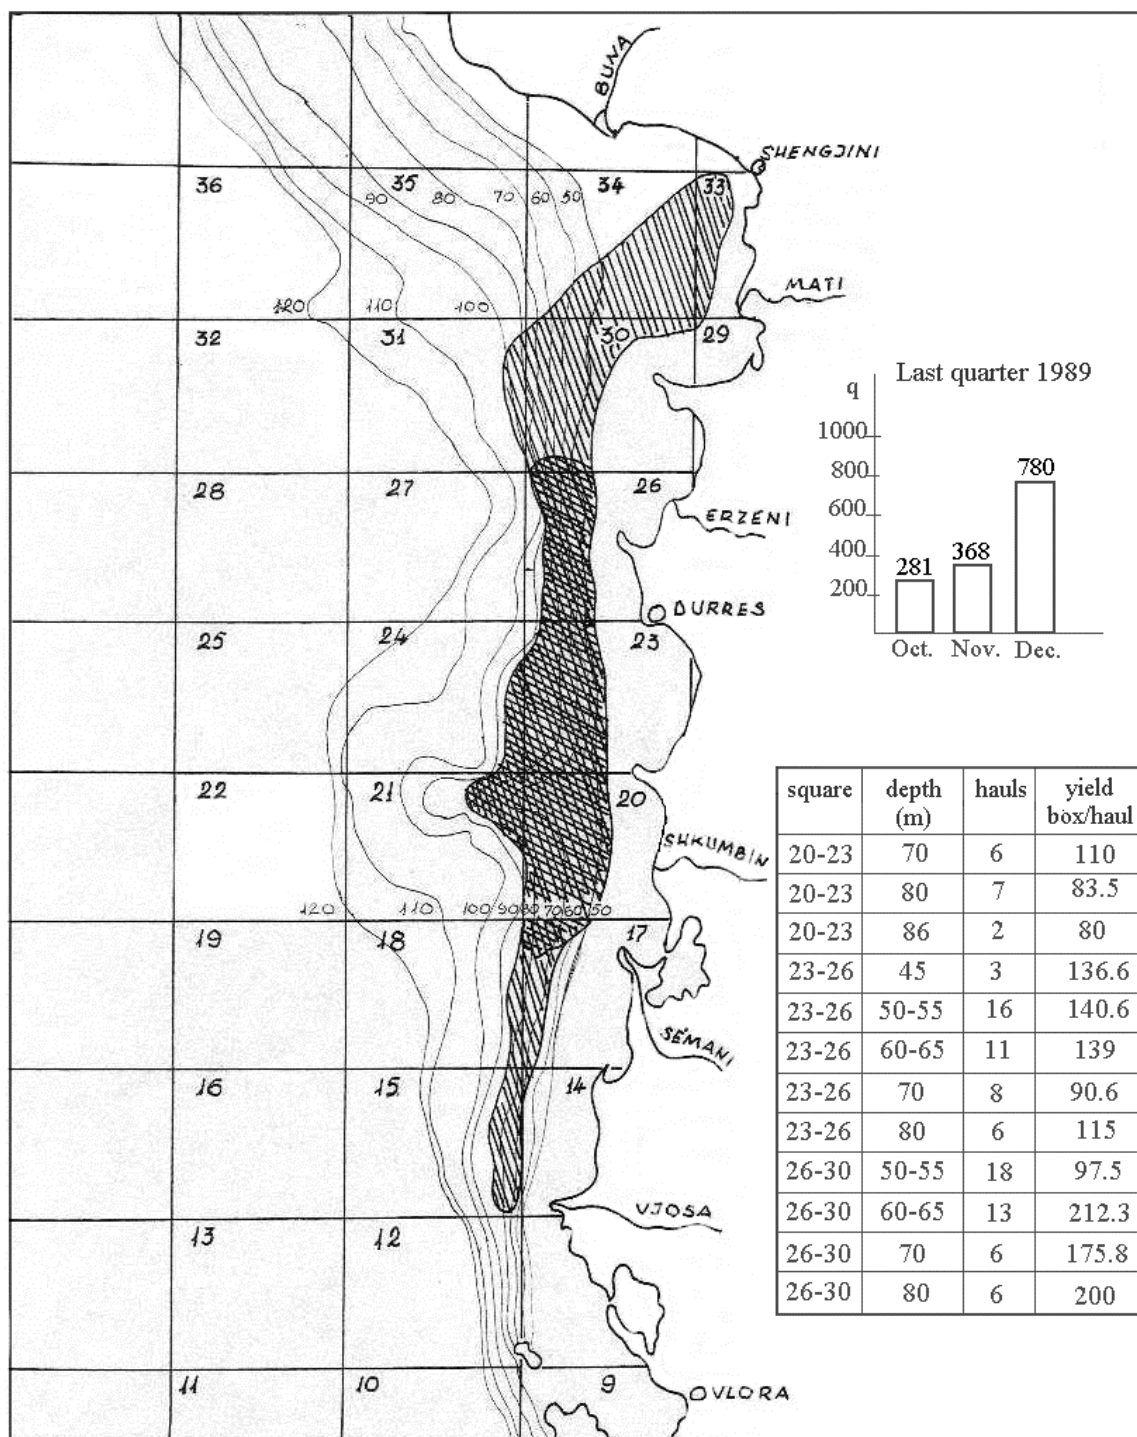 BUNA
SHENGJINI
36 35 34 33
90 80 70 60 50
MATI
120 110 100
32 31 30 29
Last quarter 1989
q
1000
800
600
400
200
281 368 780
Oct. Nov. Dec.
28 27 26
ERZENI
DURRES
25 24 23
22 21 20
SHKUMBIN
120 110 100 90 80 70 60 50
19 18 17
SEMANI
16 15 14
VJOSA
13 12
11 10 9
VLORA
square depth (m) hauls yield box/haul
20-23 70 6 110
20-23 80 7 83.5
20-23 86 2 80
23-26 45 3 136.6
23-26 50-55 16 140.6
23-26 60-65 11 139
23-26 70 8 90.6
23-26 80 6 115
26-30 50-55 18 97.5
26-30 60-65 13 212.3
26-30 70 6 175.8
26-30 80 6 200